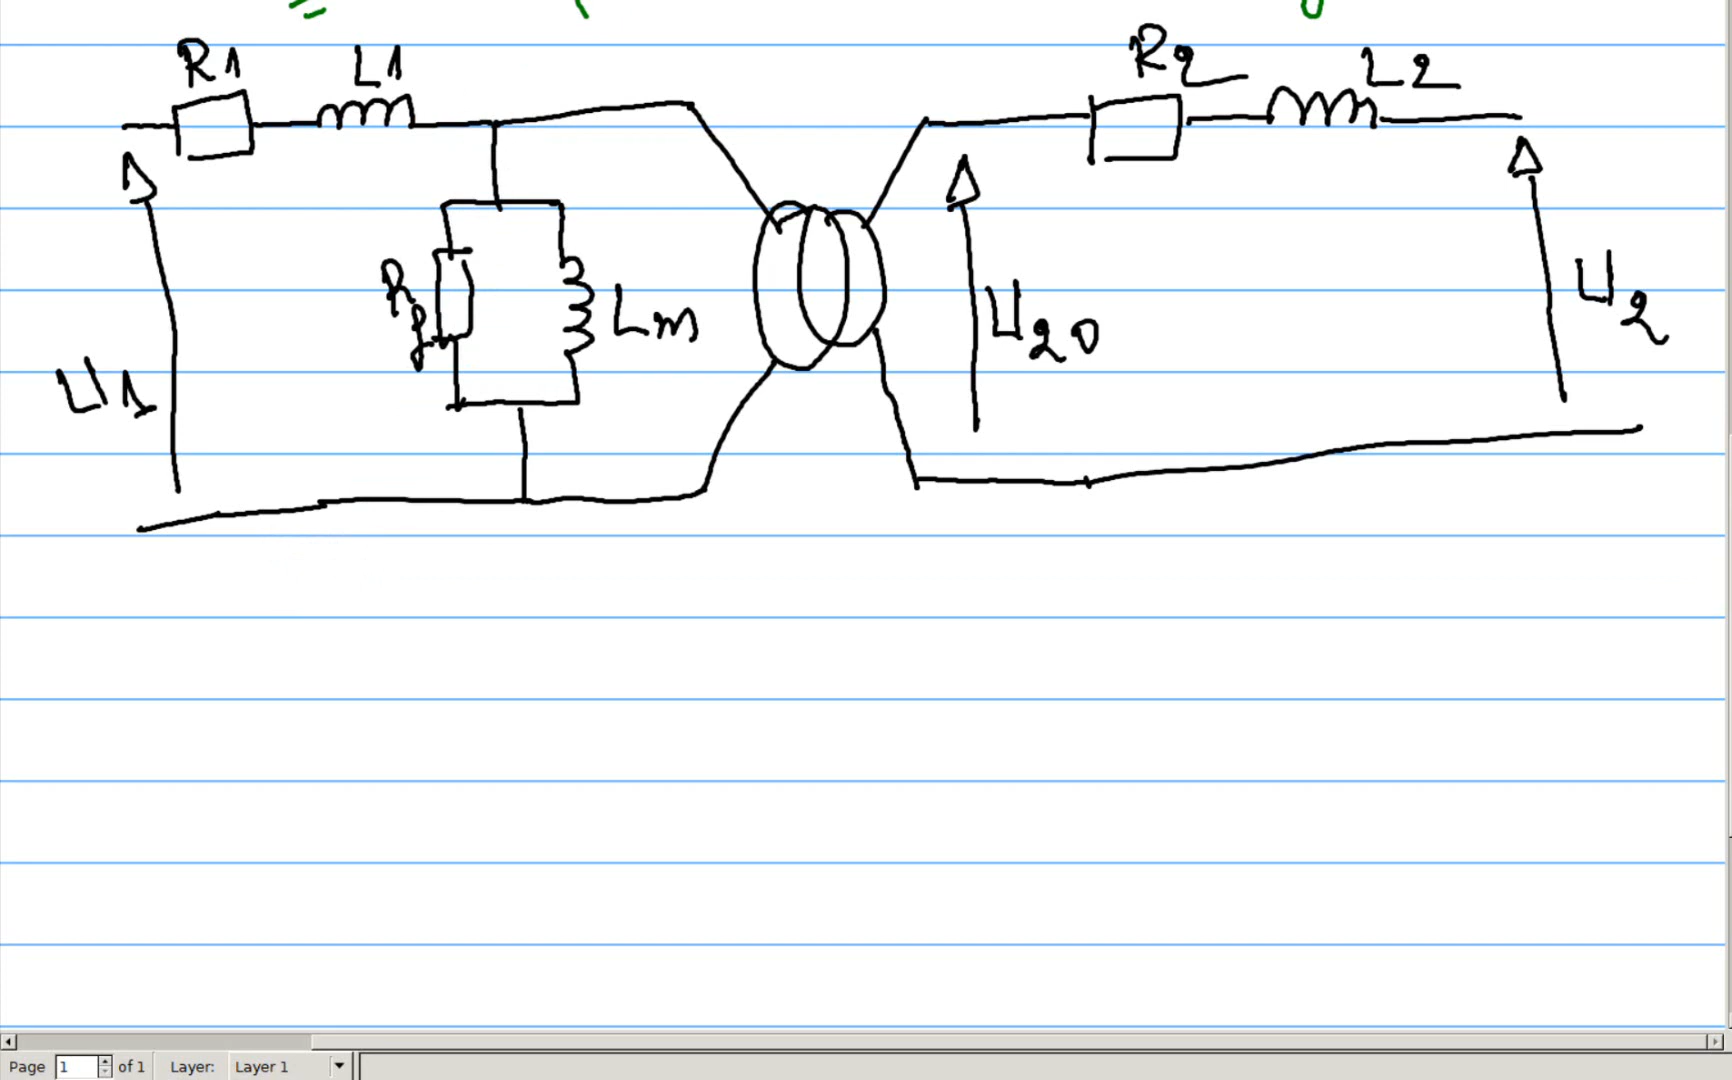 R1 L1 R2 L2
Rf Lm U20 U2
U1
Page 1 of 1 Layer: Layer 1